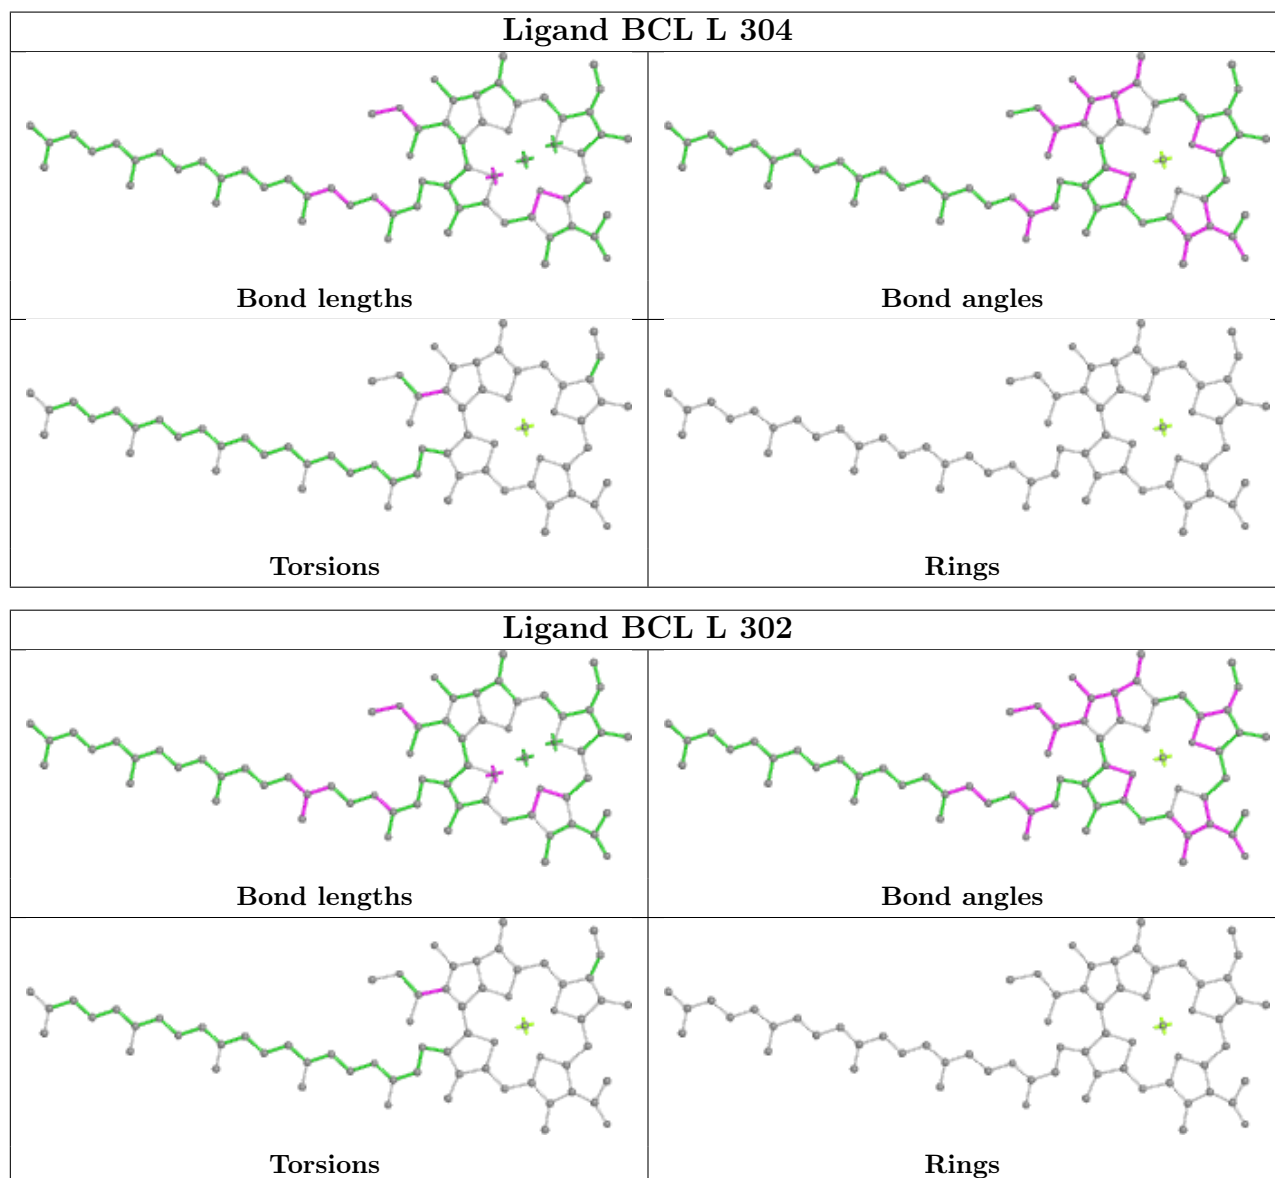 Ligand BCL L 304
Bond lengths
Bond angles
Torsions
Rings
Ligand BCL L 302
Bond lengths
Bond angles
Torsions
Rings